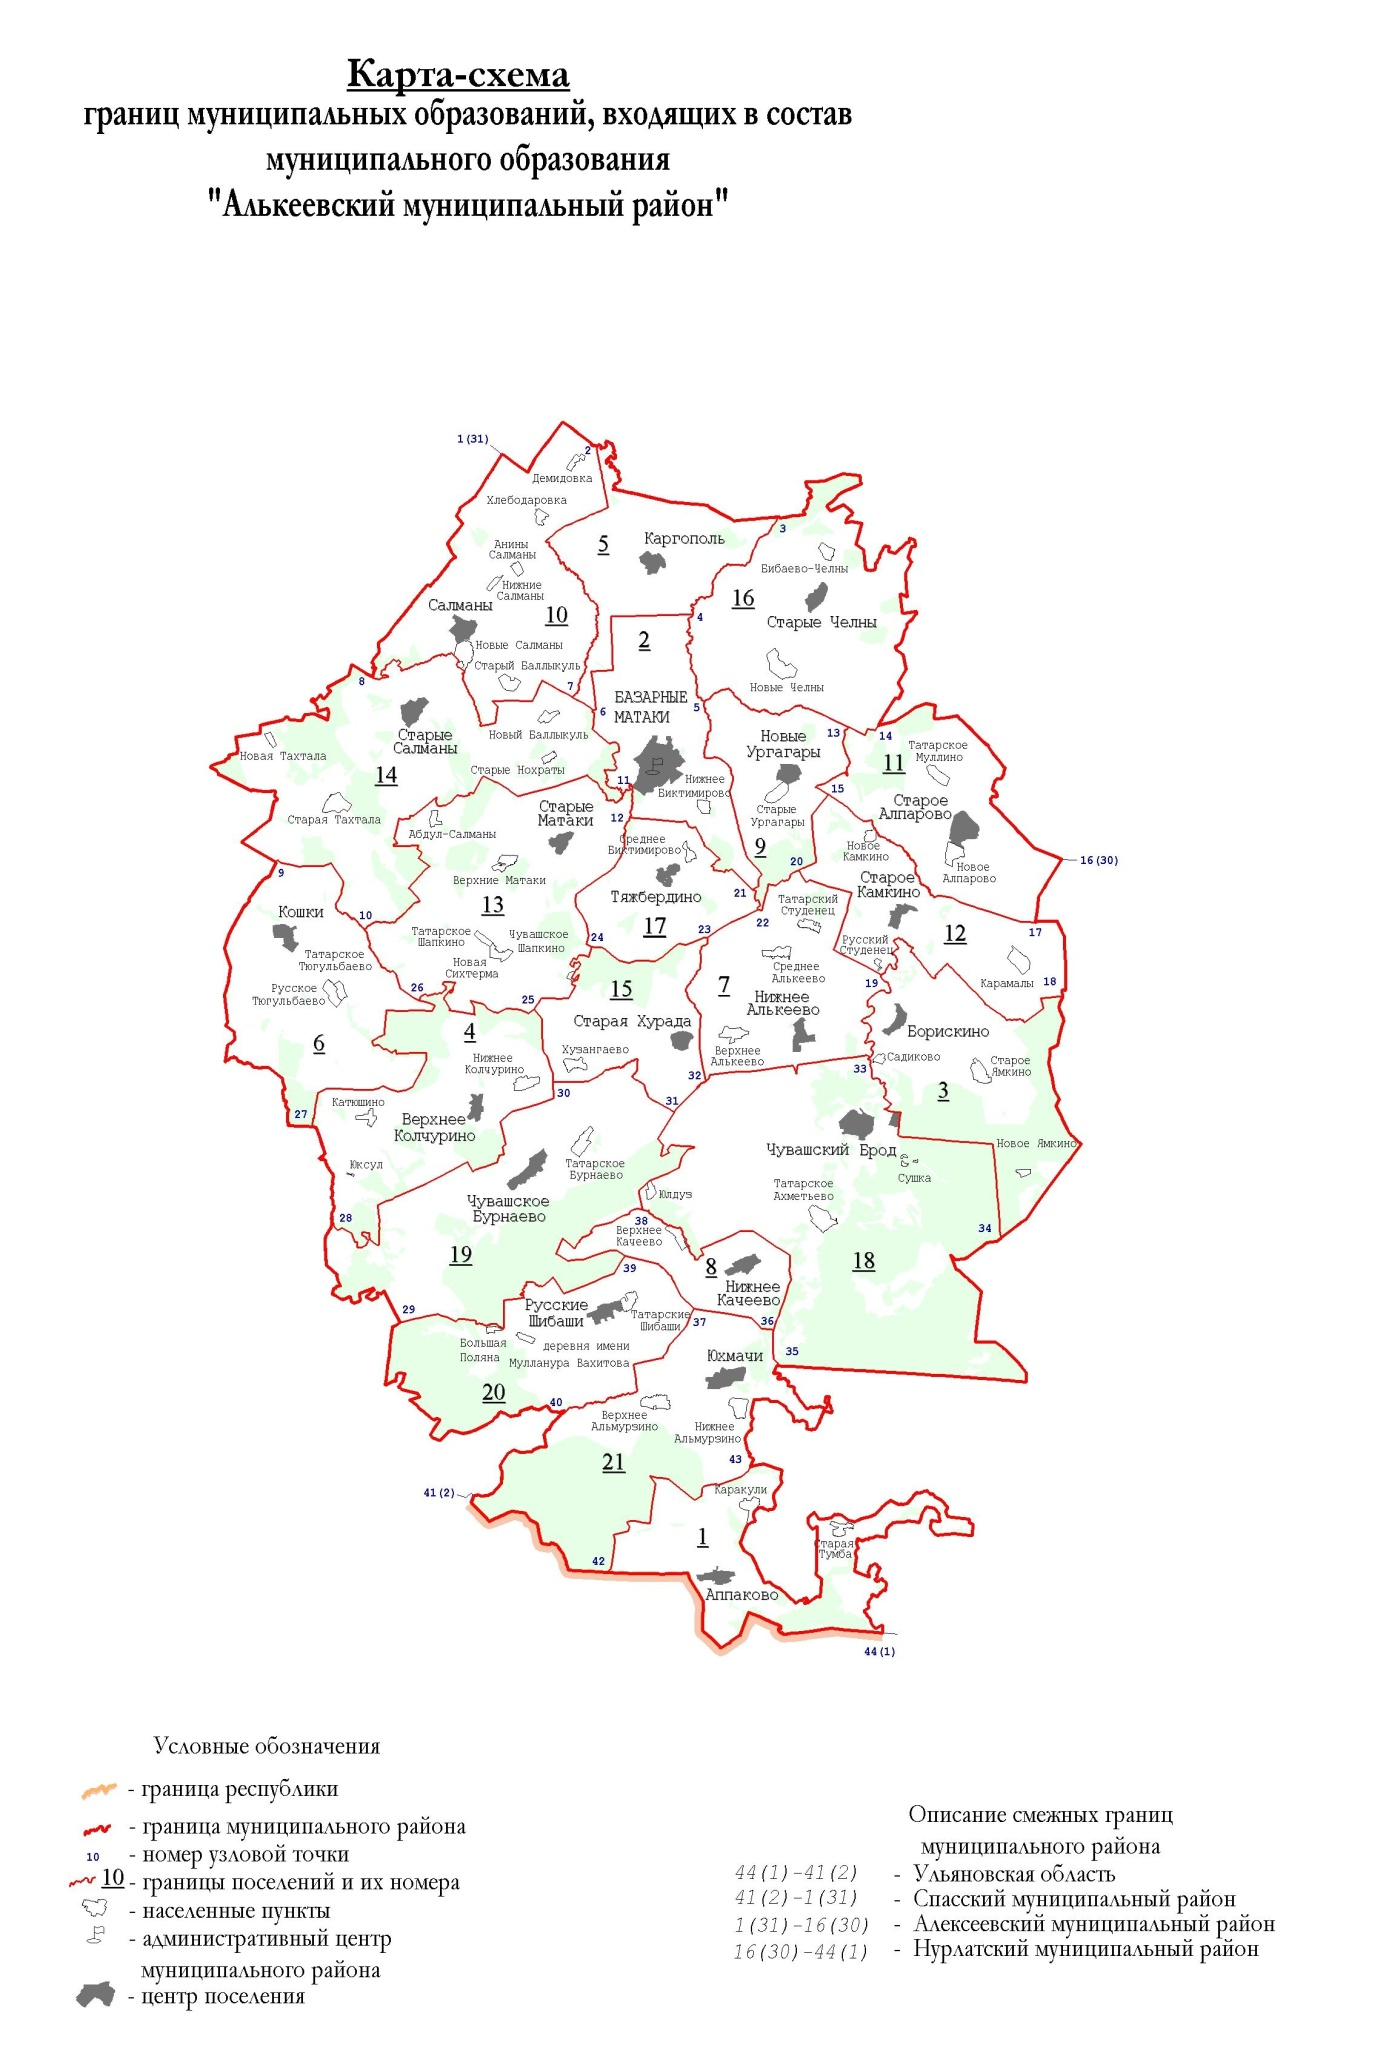 Карта-схема
границ муниципальных образований, входящих в состав
муниципального образования
"Алькеевский муниципальный район"
1(31)
2
Демидовка
Хлебодаровка
3
5
Каргополь
Анины
Салманы
Бибаево-Челны
Нижние
Салманы
16
Салманы
10
4
Старые Челны
2
Новые Салманы
Старый Баллыкуль
8
7
Новые Челны
БАЗАРНЫЕ
МАТАКИ
6
5
Старые
Салманы
Новый Баллыкуль
Новые
Ургагары
13
14
Татарское
Муллино
Новая Тахтала
11
Старые Нохраты
14
11
Нижнее
Биктимирово
15
Старые
Матаки
Старое
Алпарово
Старая Тахтала
12
Старые
Ургагары
Абдул-Салманы
Среднее
Биктимирово
9
Новое
Камкино
20
16(30)
9
Верхние Матаки
Новое
Алпарово
Старое
Камкино
Тяжбердино
21
Татарский
Студенец
13
Кошки
10
17
22
23
12
17
Татарское
Шапкино
Чувашское
Шапкино
24
Русский
Студенец
Татарское
Тюгульбаево
Новая
Сихтерма
Среднее
Алькеево
Карамалы
18
Русское
Тюгульбаево
26
25
15
7
19
Нижнее
Алькеево
Старая Хурада
4
Борискино
6
Хузангаево
Верхнее
Алькеево
Нижнее
Колчурино
Садиково
Старое
Ямкино
32
33
30
31
3
Катюшино
27
Верхнее
Колчурино
Чувашский Брод
Новое Ямкино
Юксул
Татарское
Бурнаево
Сушка
Татарское
Ахметьево
Юлдуз
Чувашское
Бурнаево
28
38
Верхнее
Качеево
34
19
8
18
39
Нижнее
Качеево
29
Русские
Шибаши
Татарские
Шибаши
37
36
Большая
Поляна
деревня имени
Мулланура Вахитова
Юхмачи
35
20
40
Верхнее
Альмурзино
Нижнее
Альмурзино
21
43
41(2)
Каракули
1
Старая
Тумба
42
Аппаково
44(1)
Условные обозначения
- граница республики
- граница муниципального района
10 - номер узловой точки
10 - границы поселений и их номера
- населенные пункты
- административный центр
муниципального района
- центр поселения
Описание смежных границ
муниципального района
44(1)-41(2) - Ульяновская область
41(2)-1(31) - Спасский муниципальный район
1(31)-16(30) - Алексеевский муниципальный район
16(30)-44(1) - Нурлатский муниципальный район